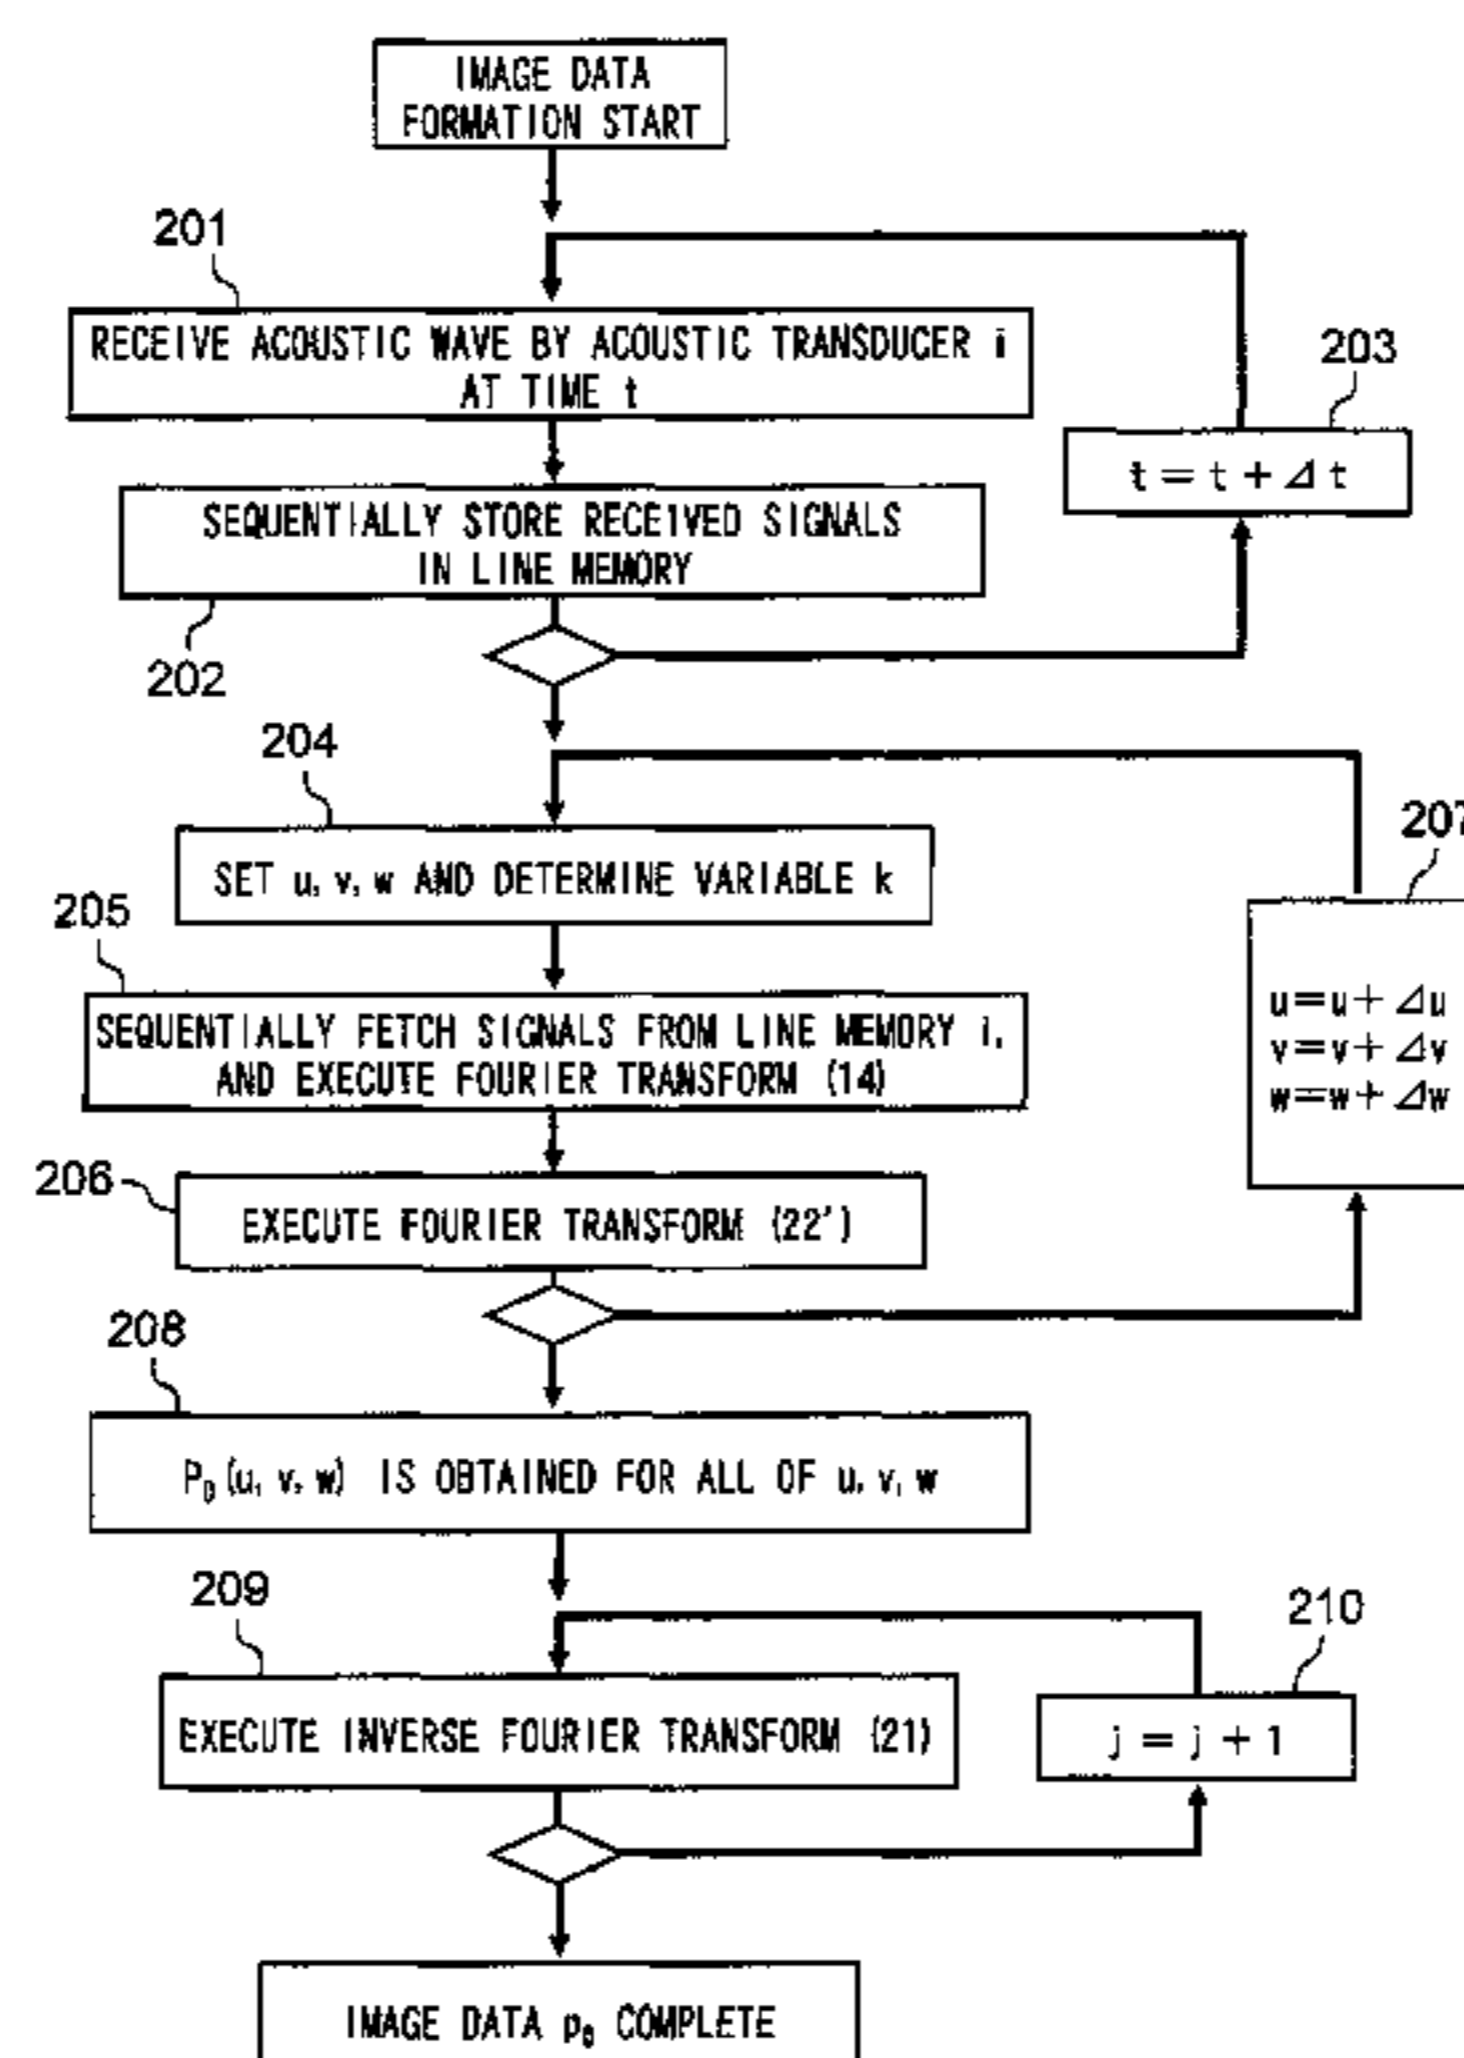 IMAGE DATA
FORMATION START
201
RECEIVE ACOUSTIC WAVE BY ACOUSTIC TRANSDUCER i
AT TIME t
203
t = t + Δt
SEQUENTIALLY STORE RECEIVED SIGNALS
IN LINE MEMORY
202
204
SET u, v, w AND DETERMINE VARIABLE k
207
u=u+Δu
v=v+Δv
w=w+Δw
205
SEQUENTIALLY FETCH SIGNALS FROM LINE MEMORY i,
AND EXECUTE FOURIER TRANSFORM (14)
206
EXECUTE FOURIER TRANSFORM (22')
208
P₀(u, v, w) IS OBTAINED FOR ALL OF u, v, w
209
EXECUTE INVERSE FOURIER TRANSFORM (21)
210
j = j + 1
IMAGE DATA p₀ COMPLETE